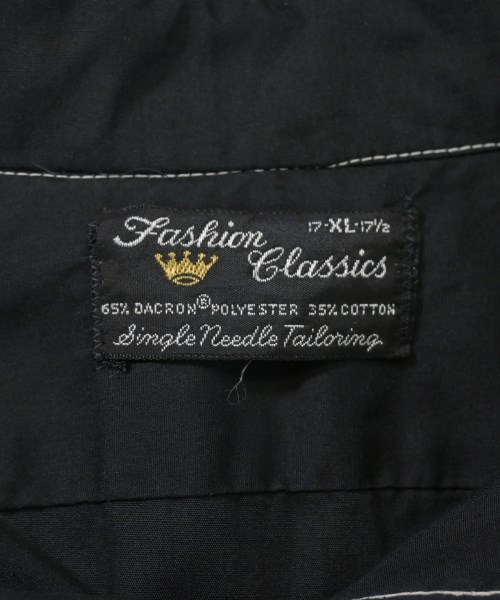 Fashion 17-XL-17½
Classics
65% DACRON® POLYESTER 35% COTTON
Single Needle Tailoring